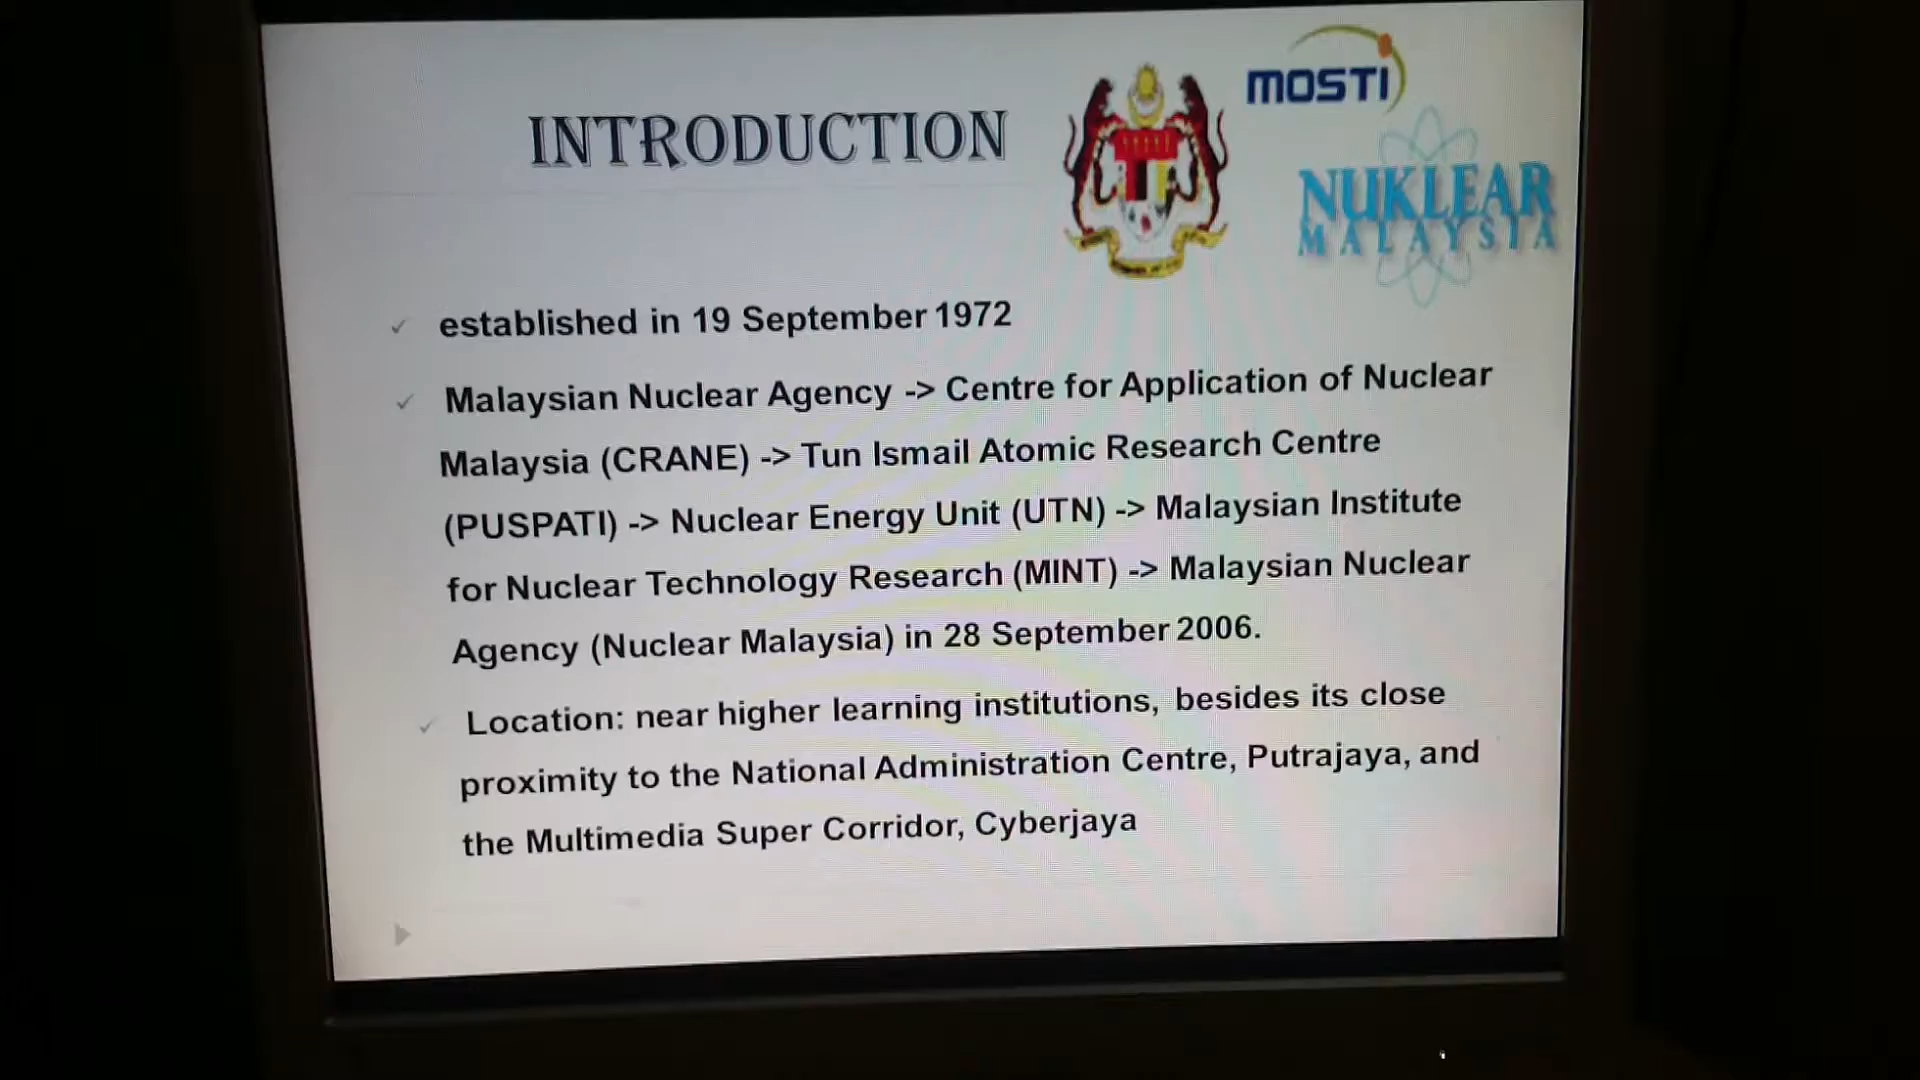 INTRODUCTION
MOSTI
NUKLEAR
MALAYSIA
established in 19 September 1972
Malaysian Nuclear Agency -> Centre for Application of Nuclear
Malaysia (CRANE) -> Tun Ismail Atomic Research Centre
(PUSPATI) -> Nuclear Energy Unit (UTN) -> Malaysian Institute
for Nuclear Technology Research (MINT) -> Malaysian Nuclear
Agency (Nuclear Malaysia) in 28 September 2006.
Location: near higher learning institutions, besides its close
proximity to the National Administration Centre, Putrajaya, and
the Multimedia Super Corridor, Cyberjaya